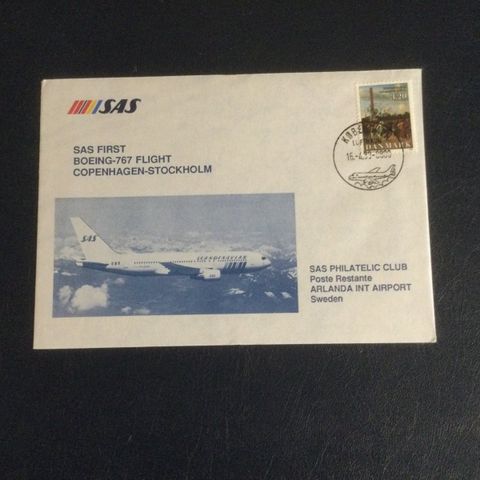 SAS
SAS FIRST
BOEING-767 FLIGHT
COPENHAGEN-STOCKHOLM
DANMARK
SAS
SCANDINAVIAN
SAS PHILATELIC CLUB
Poste Restante
ARLANDA INT AIRPORT
Sweden